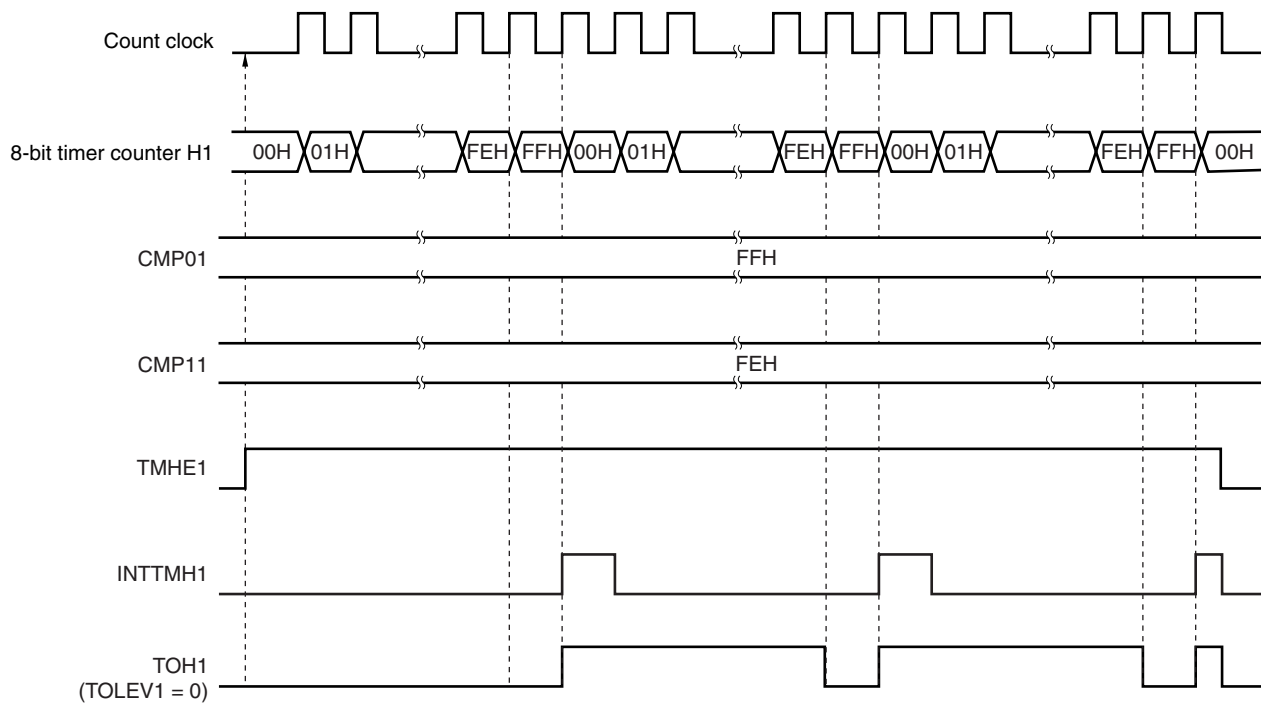 Count clock
8-bit timer counter H1 00H 01H FEH FFH 00H 01H FEH FFH 00H 01H FEH FFH 00H
CMP01 FFH
CMP11 FEH
TMHE1
INTTMH1
TOH1
(TOLEV1 = 0)